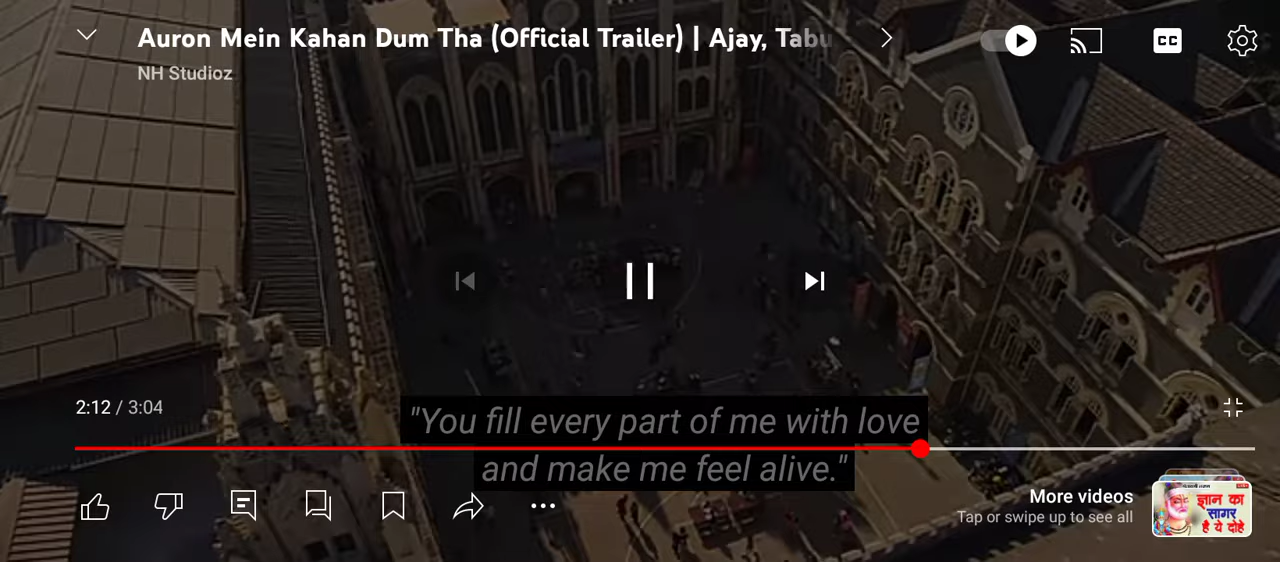 Auron Mein Kahan Dum Tha (Official Trailer) | Ajay, Tabu
NH Studioz
CC
2:12 / 3:04
"You fill every part of me with love
and make me feel alive."
More videos
Tap or swipe up to see all
ज्ञान का
सागर
है ये दोहे